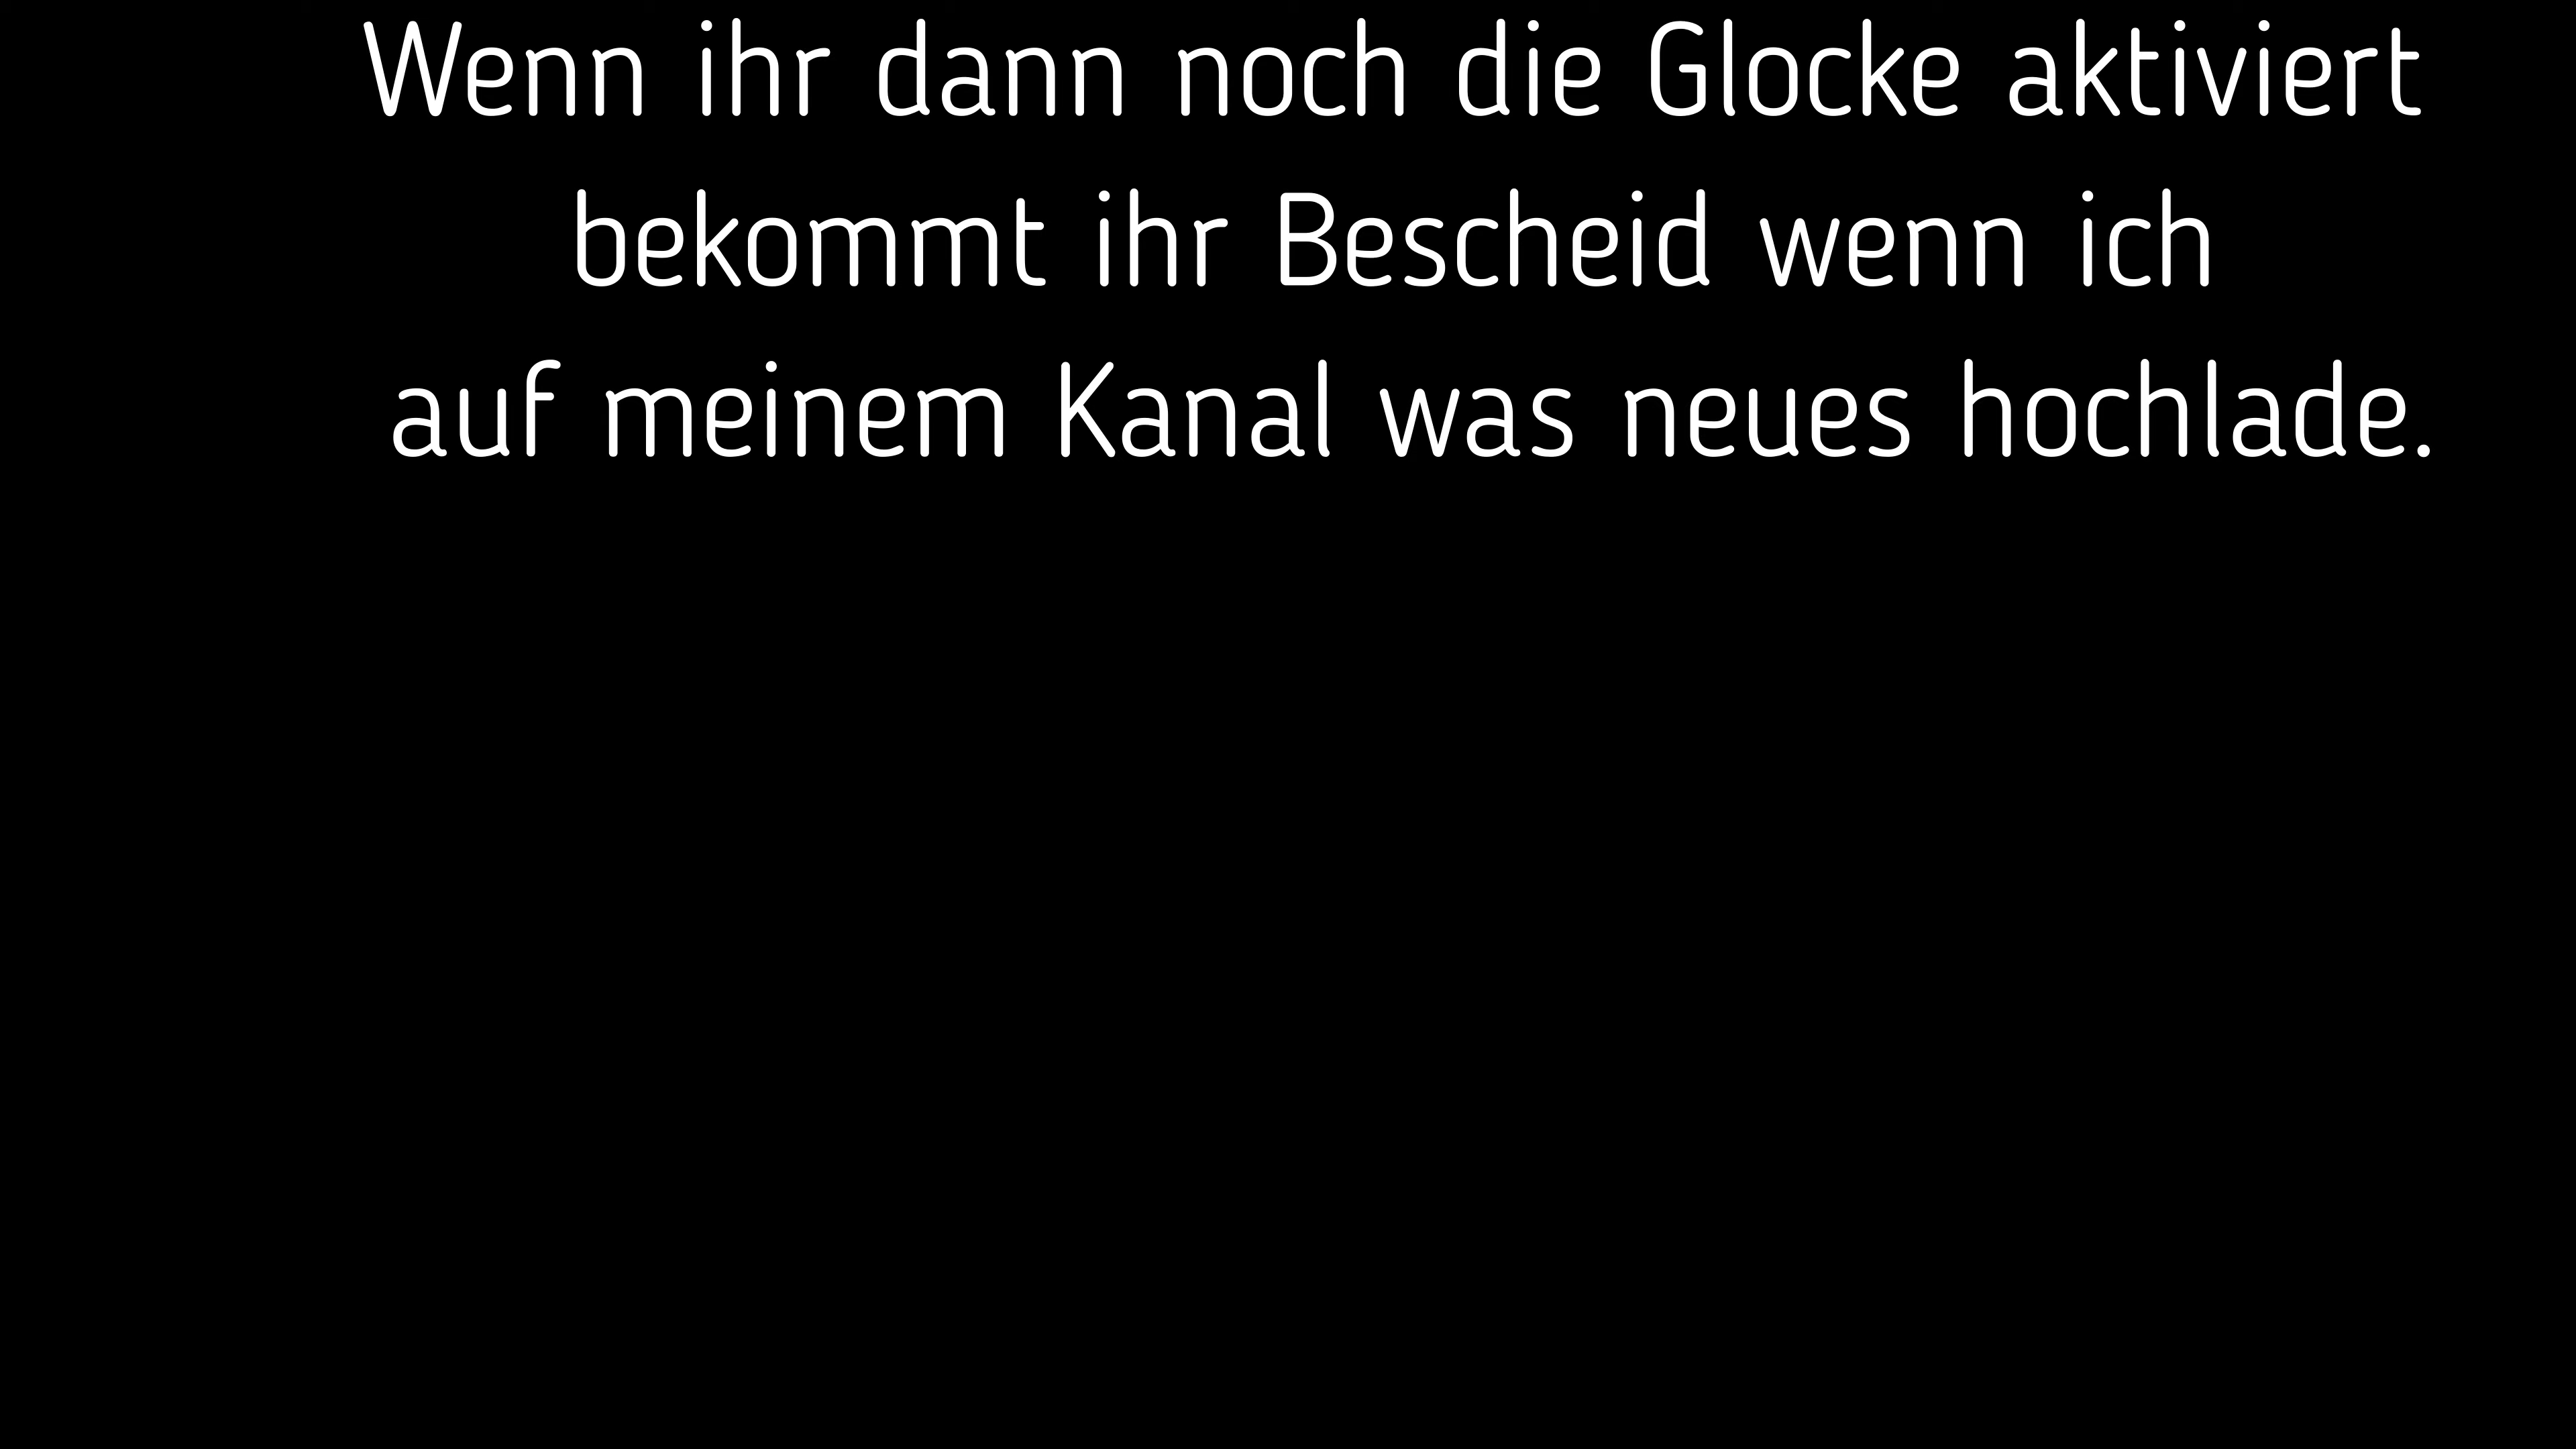 Wenn ihr dann noch die Glocke aktiviert
bekommt ihr Bescheid wenn ich
auf meinem Kanal was neues hochlade.